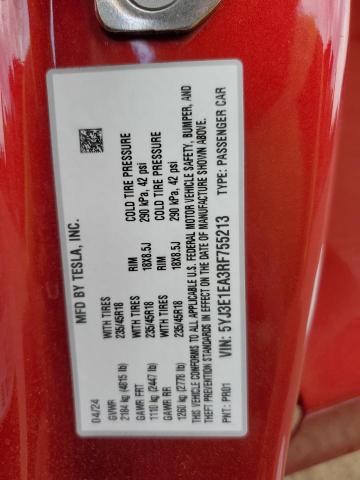 MFD BY TESLA, INC.
04/24
GVWR WITH TIRES RIM COLD TIRE PRESSURE
2184 kg (4815 lb) 235/45R18 18X8.5J 290 kPa, 42 psi
GAWR FRT WITH TIRES RIM COLD TIRE PRESSURE
1110 kg (2447 lb) 235/45R18 18X8.5J 290 kPa, 42 psi
GAWR RR
1260 kg (2778 lb)
THIS VEHICLE CONFORMS TO ALL APPLICABLE U.S. FEDERAL MOTOR VEHICLE SAFETY, BUMPER, AND
THEFT PREVENTION STANDARDS IN EFFECT ON THE DATE OF MANUFACTURE SHOWN ABOVE.
VIN: 5YJ3E1EA3RF755213
PNT: PR01 TYPE: PASSENGER CAR